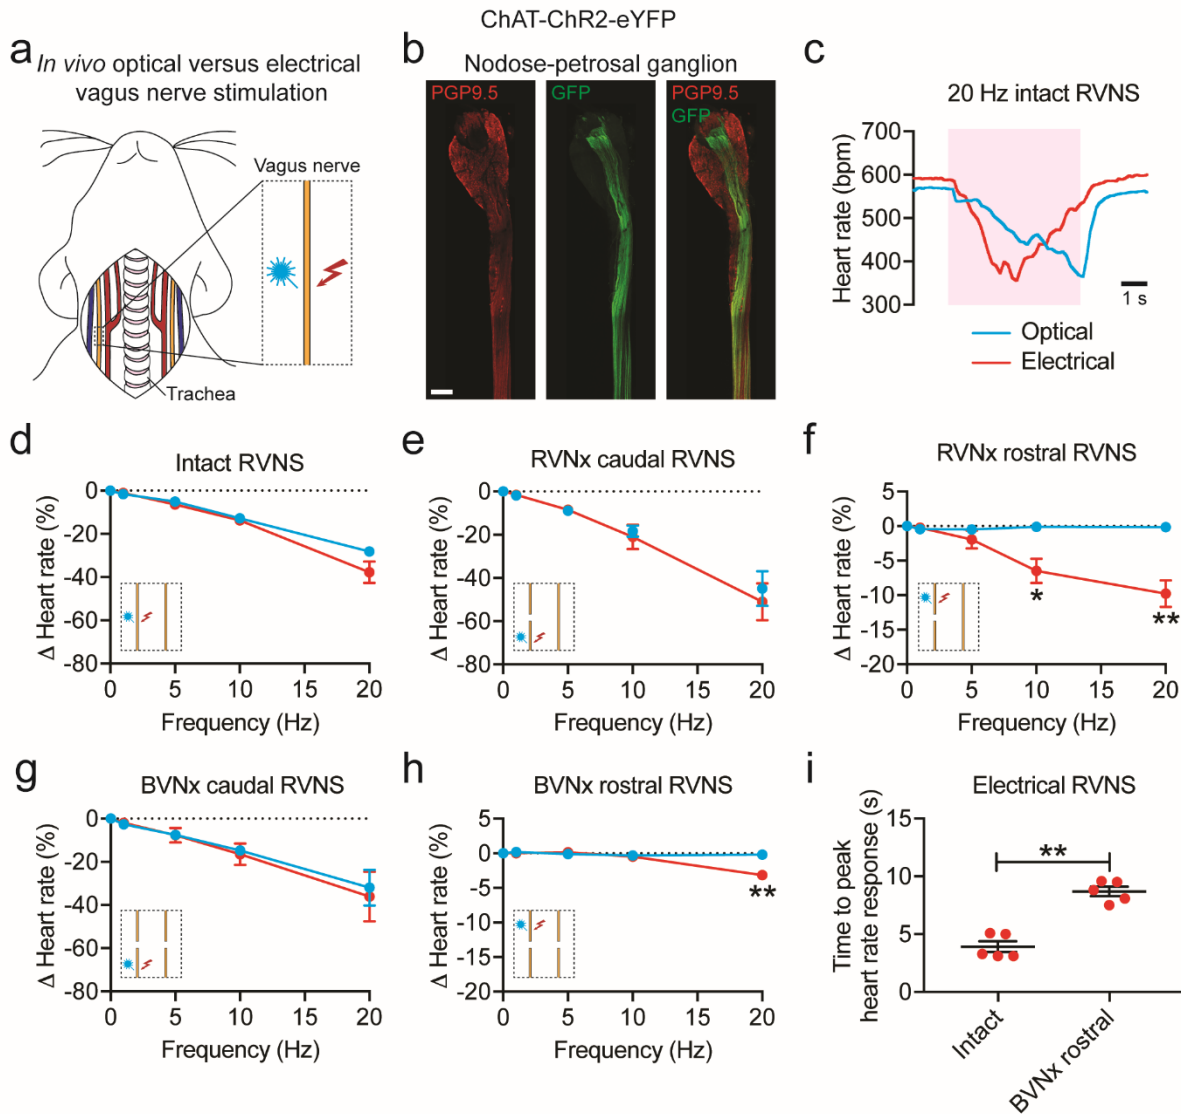 ChAT-ChR2-eYFP
a
In vivo optical versus electrical
vagus nerve stimulation
Vagus nerve
Trachea
b
Nodose-petrosal ganglion
PGP9.5
GFP
PGP9.5
GFP
c
20 Hz intact RVNS
Heart rate (bpm)
700
600
500
400
300
1 s
Optical
Electrical
d
Intact RVNS
Δ Heart rate (%)
0
-20
-40
-60
-80
0 5 10 15 20
Frequency (Hz)
e
RVNx caudal RVNS
Δ Heart rate (%)
0
-20
-40
-60
-80
0 5 10 15 20
Frequency (Hz)
f
RVNx rostral RVNS
Δ Heart rate (%)
5
0
-5
-10
-15
-20
*
**
0 5 10 15 20
Frequency (Hz)
g
BVNx caudal RVNS
Δ Heart rate (%)
0
-20
-40
-60
-80
0 5 10 15 20
Frequency (Hz)
h
BVNx rostral RVNS
Δ Heart rate (%)
5
0
-5
-10
-15
-20
**
0 5 10 15 20
Frequency (Hz)
i
Electrical RVNS
Time to peak
heart rate response (s)
15
10
5
0
**
Intact
BVNx rostral